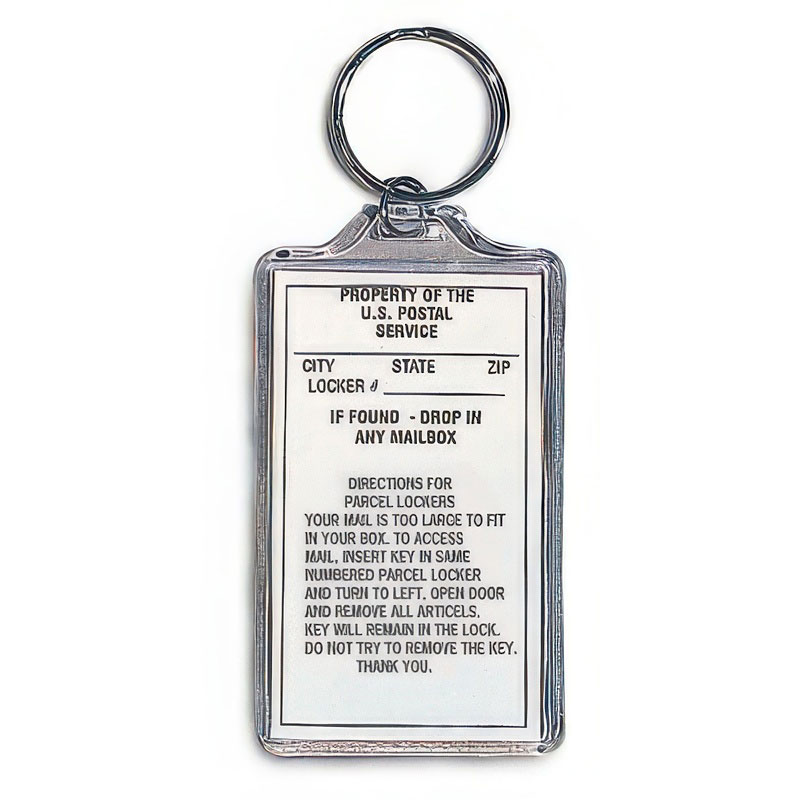 PROPERTY OF THE
U.S. POSTAL
SERVICE
CITY STATE ZIP
LOCKER # ____________
IF FOUND - DROP IN
ANY MAILBOX
DIRECTIONS FOR
PARCEL LOCKERS
YOUR MAIL IS TOO LARGE TO FIT
IN YOUR BOX. TO ACCESS
MAIL, INSERT KEY IN SAME
NUMBERED PARCEL LOCKER
AND TURN TO LEFT. OPEN DOOR
AND REMOVE ALL ARTICELS.
KEY WILL REMAIN IN THE LOCK.
DO NOT TRY TO REMOVE THE KEY.
THANK YOU.